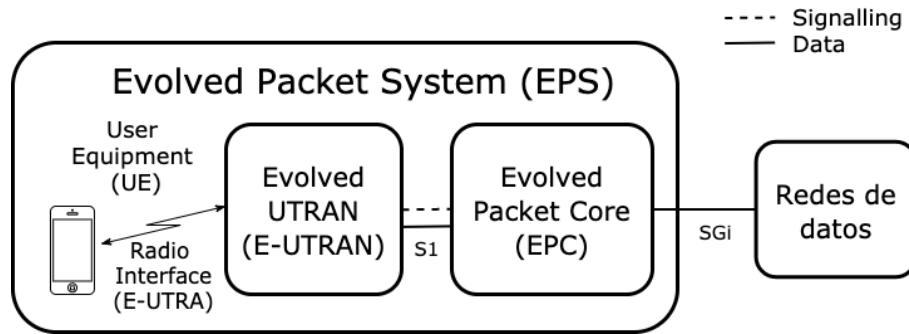 Signalling
Data
Evolved Packet System (EPS)
User
Equipment
(UE)
Radio
Interface
(E-UTRA)
Evolved
UTRAN
(E-UTRAN)
S1
Evolved
Packet Core
(EPC)
SGi
Redes de
datos